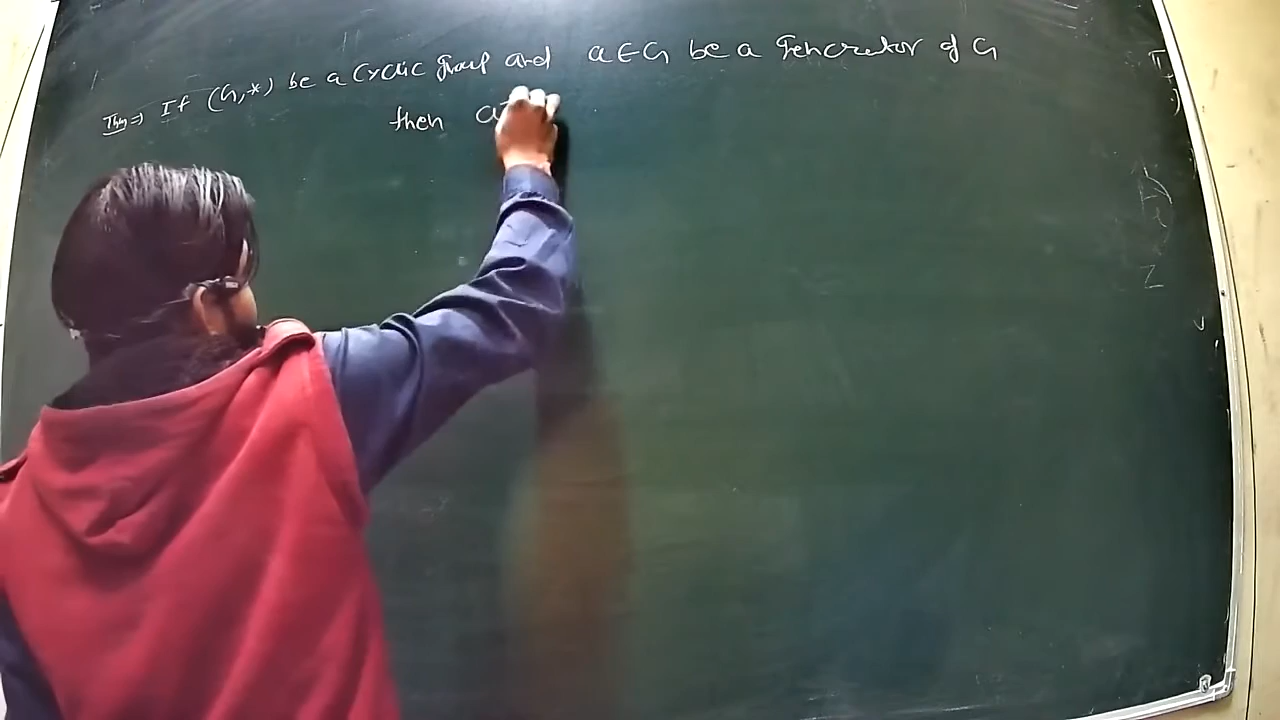 Thm⇒ If (G,*) be a cyclic group and a∈G be a generator of G
then a